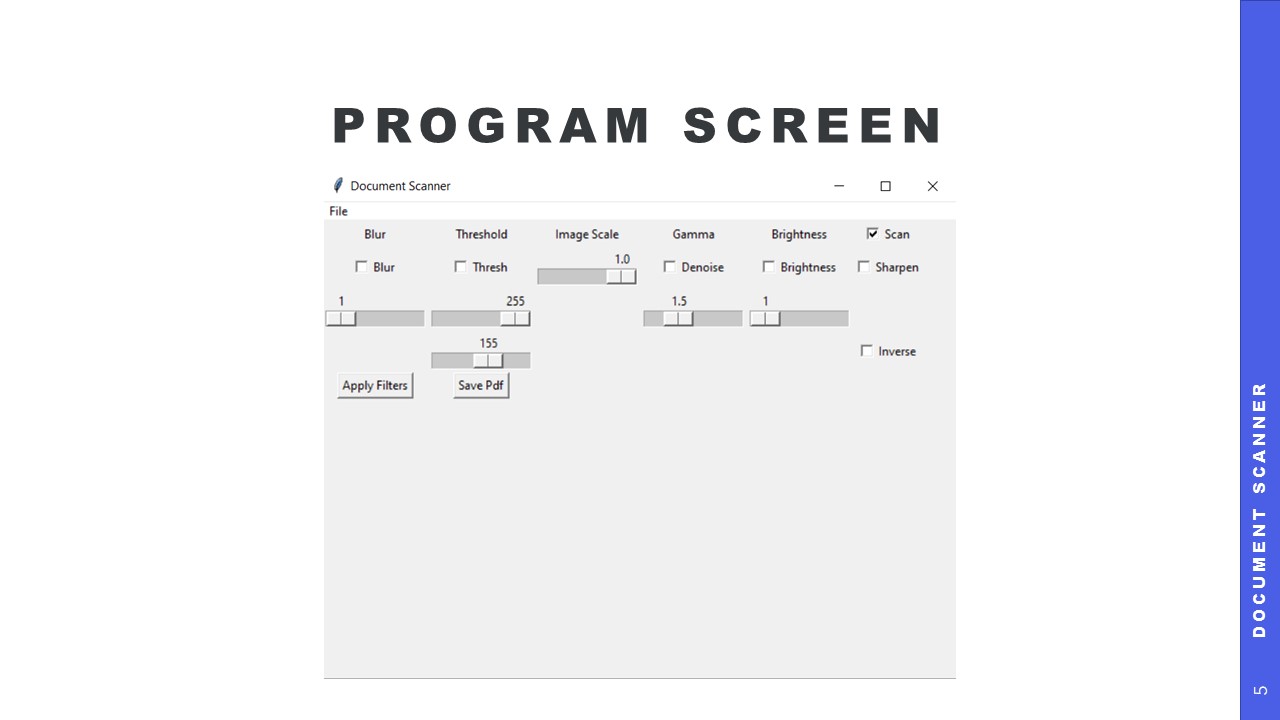 PROGRAM SCREEN
Document Scanner
File
Blur Threshold Image Scale Gamma Brightness Scan
1.0
Blur Thresh Denoise Brightness Sharpen
1 255 1.5 1
155
Inverse
Apply Filters Save Pdf
DOCUMENT SCANNER
5